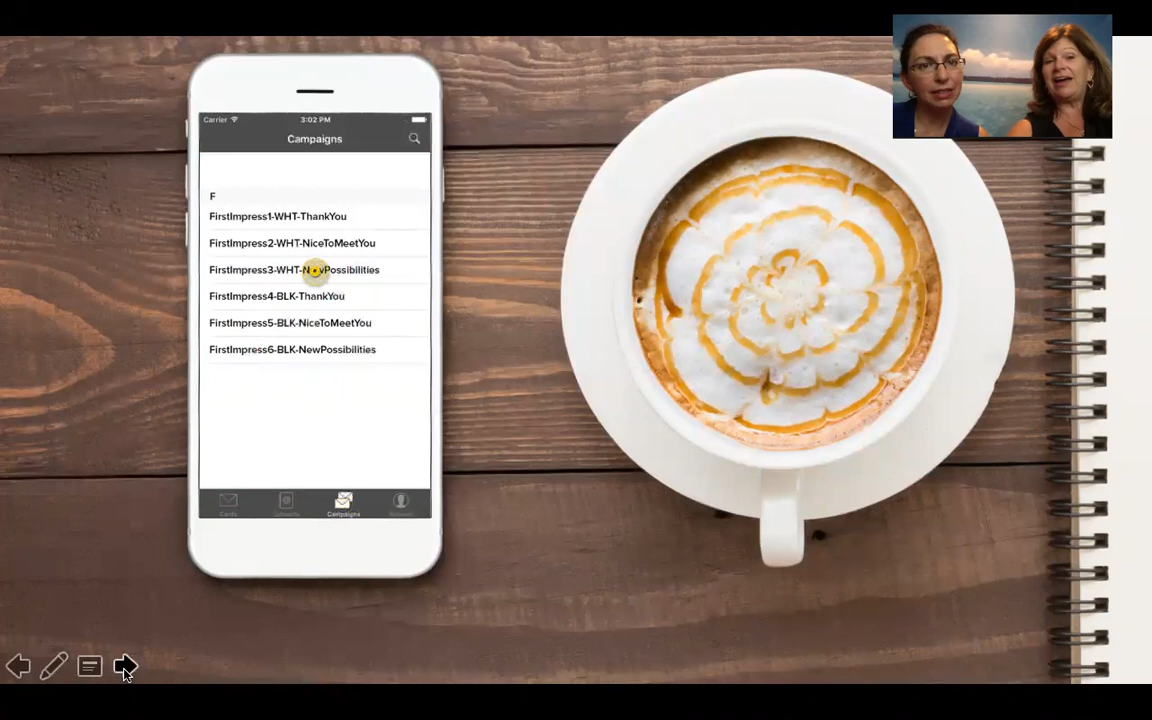 Carrier 3:02 PM
Campaigns
F
FirstImpress1-WHT-ThankYou
FirstImpress2-WHT-NiceToMeetYou
FirstImpress3-WHT-NewPossibilities
FirstImpress4-BLK-ThankYou
FirstImpress5-BLK-NiceToMeetYou
FirstImpress6-BLK-NewPossibilities
Cards Campaigns